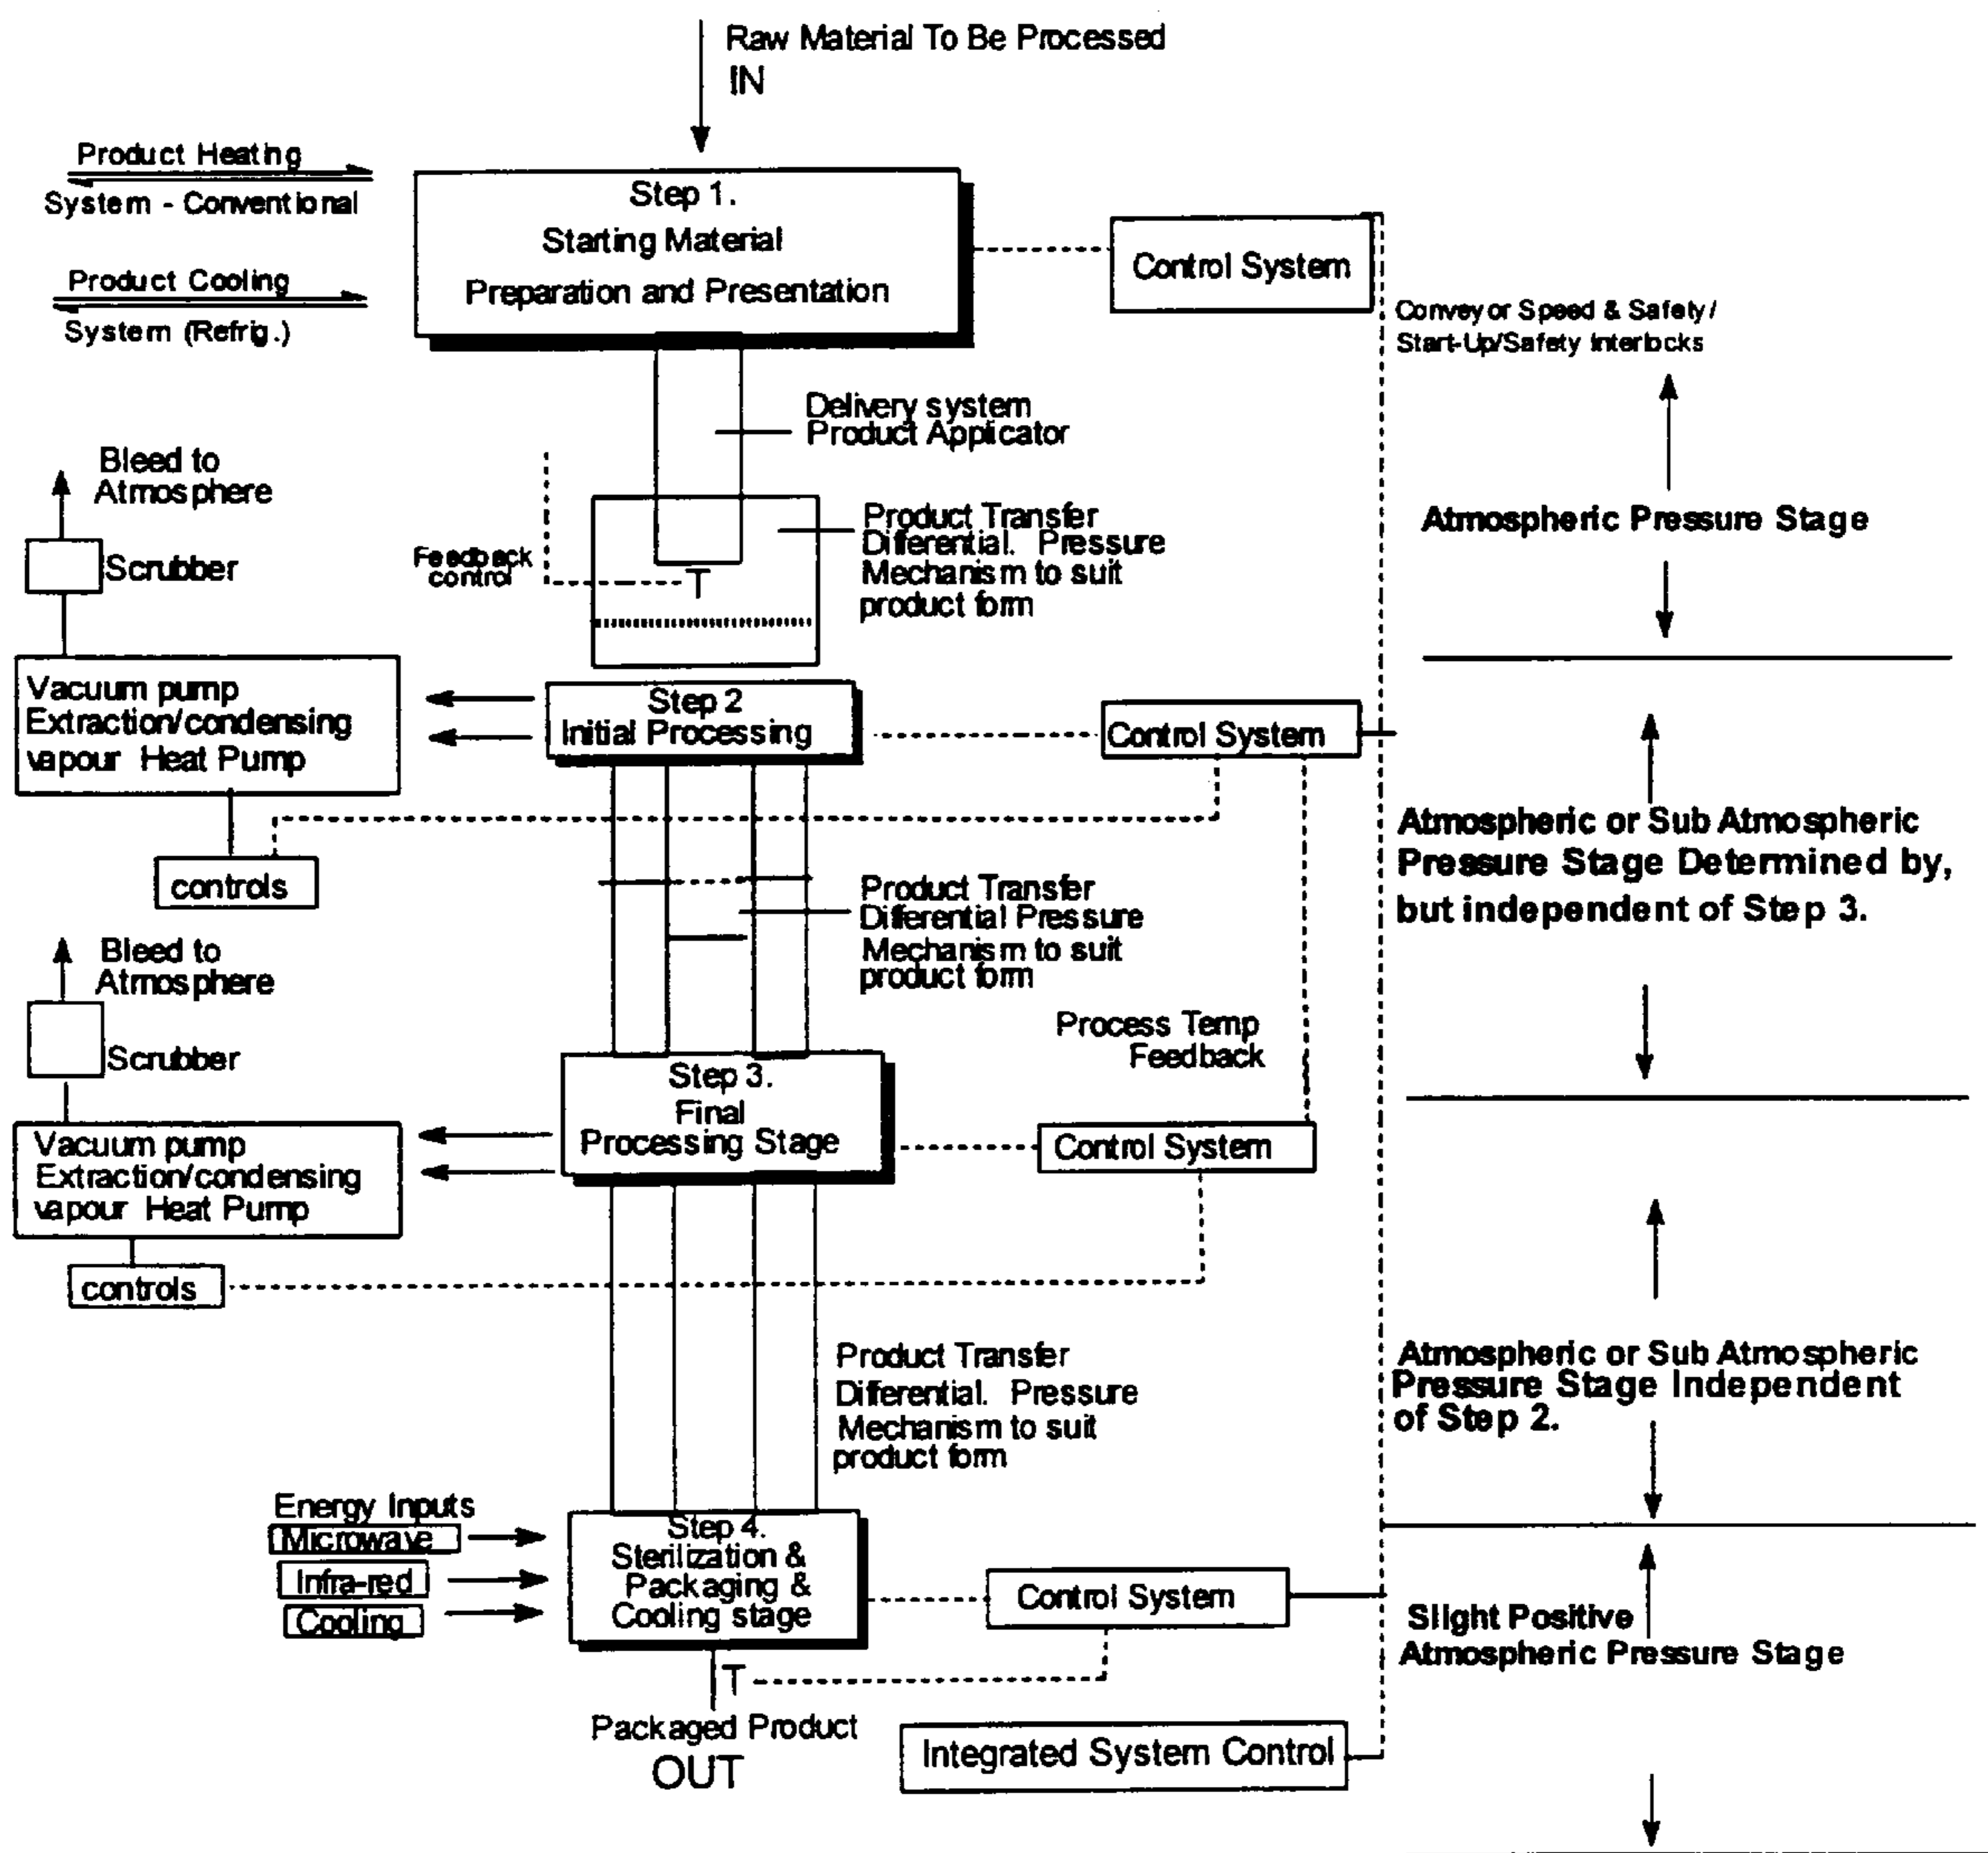 Raw Material To Be Processed
IN
Product Heating
System - Conventional
Product Cooling
System (Refrig.)
Step 1.
Starting Material
Preparation and Presentation
Control System
Conveyor Speed & Safety/
Start-Up/Safety Interlocks
Delivery system
Product Applicator
Bleed to
Atmosphere
Scrubber
Feedback
control
T
Product Transfer
Differential. Pressure
Mechanism to suit
product form
Atmospheric Pressure Stage
Vacuum pump
Extraction/condensing
vapour Heat Pump
controls
Step 2
Initial Processing
Control System
Atmospheric or Sub Atmospheric
Pressure Stage Determined by,
but independent of Step 3.
Product Transfer
Differential Pressure
Mechanism to suit
product form
Bleed to
Atmosphere
Scrubber
Process Temp
Feedback
Vacuum pump
Extraction/condensing
vapour Heat Pump
controls
Step 3.
Final
Processing Stage
Control System
Product Transfer
Differential. Pressure
Mechanism to suit
product form
Atmospheric or Sub Atmospheric
Pressure Stage Independent
of Step 2.
Energy Inputs
Microwave
Infra-red
Cooling
Step 4.
Sterilization &
Packaging &
Cooling stage
Control System
Slight Positive
Atmospheric Pressure Stage
T
Packaged Product
OUT
Integrated System Control